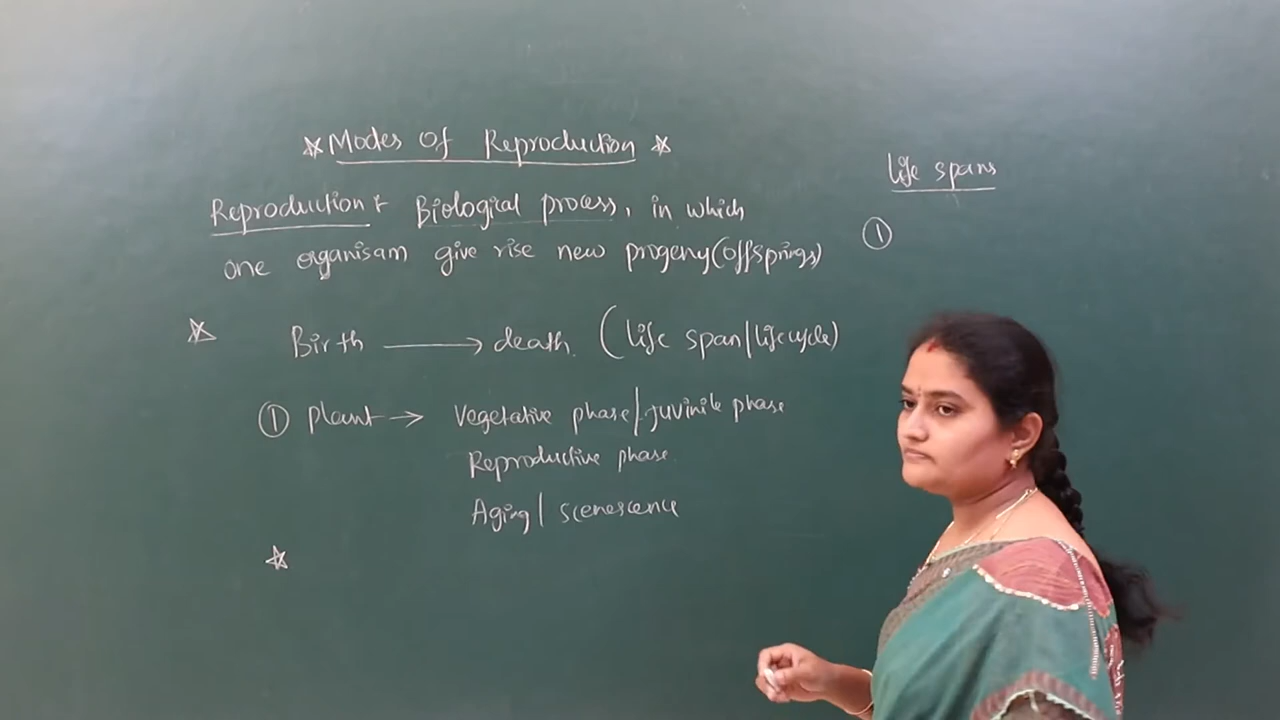 ☆ Modes Of Reproduction ☆
Reproduction : Biological process, in which
one organisam give rise new progeny(offsprings)
☆ Birth ⟶ death. (life span/lifecycle)
① Plant → Vegetative phase/juvinile phase
Reproductive phase.
Aging/ scenescence
☆
life spans
①